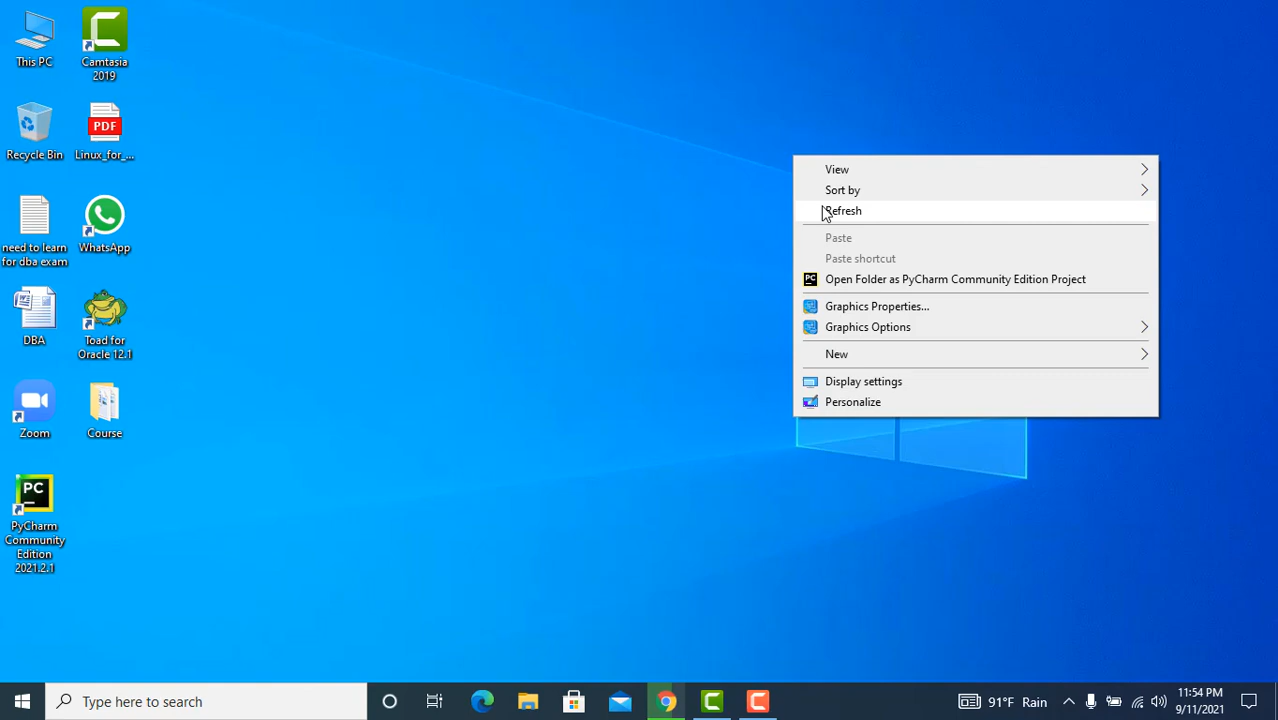 This PC
Camtasia
2019
Recycle Bin
PDF
Linux_for_...
need to learn
for dba exam
WhatsApp
DBA
Toad for
Oracle 12.1
Zoom
Course
PC
PyCharm
Community
Edition
2021.2.1
View
Sort by
Refresh
Paste
Paste shortcut
PC Open Folder as PyCharm Community Edition Project
Graphics Properties...
Graphics Options
New
Display settings
Personalize
Type here to search
91°F Rain
11:54 PM
9/11/2021